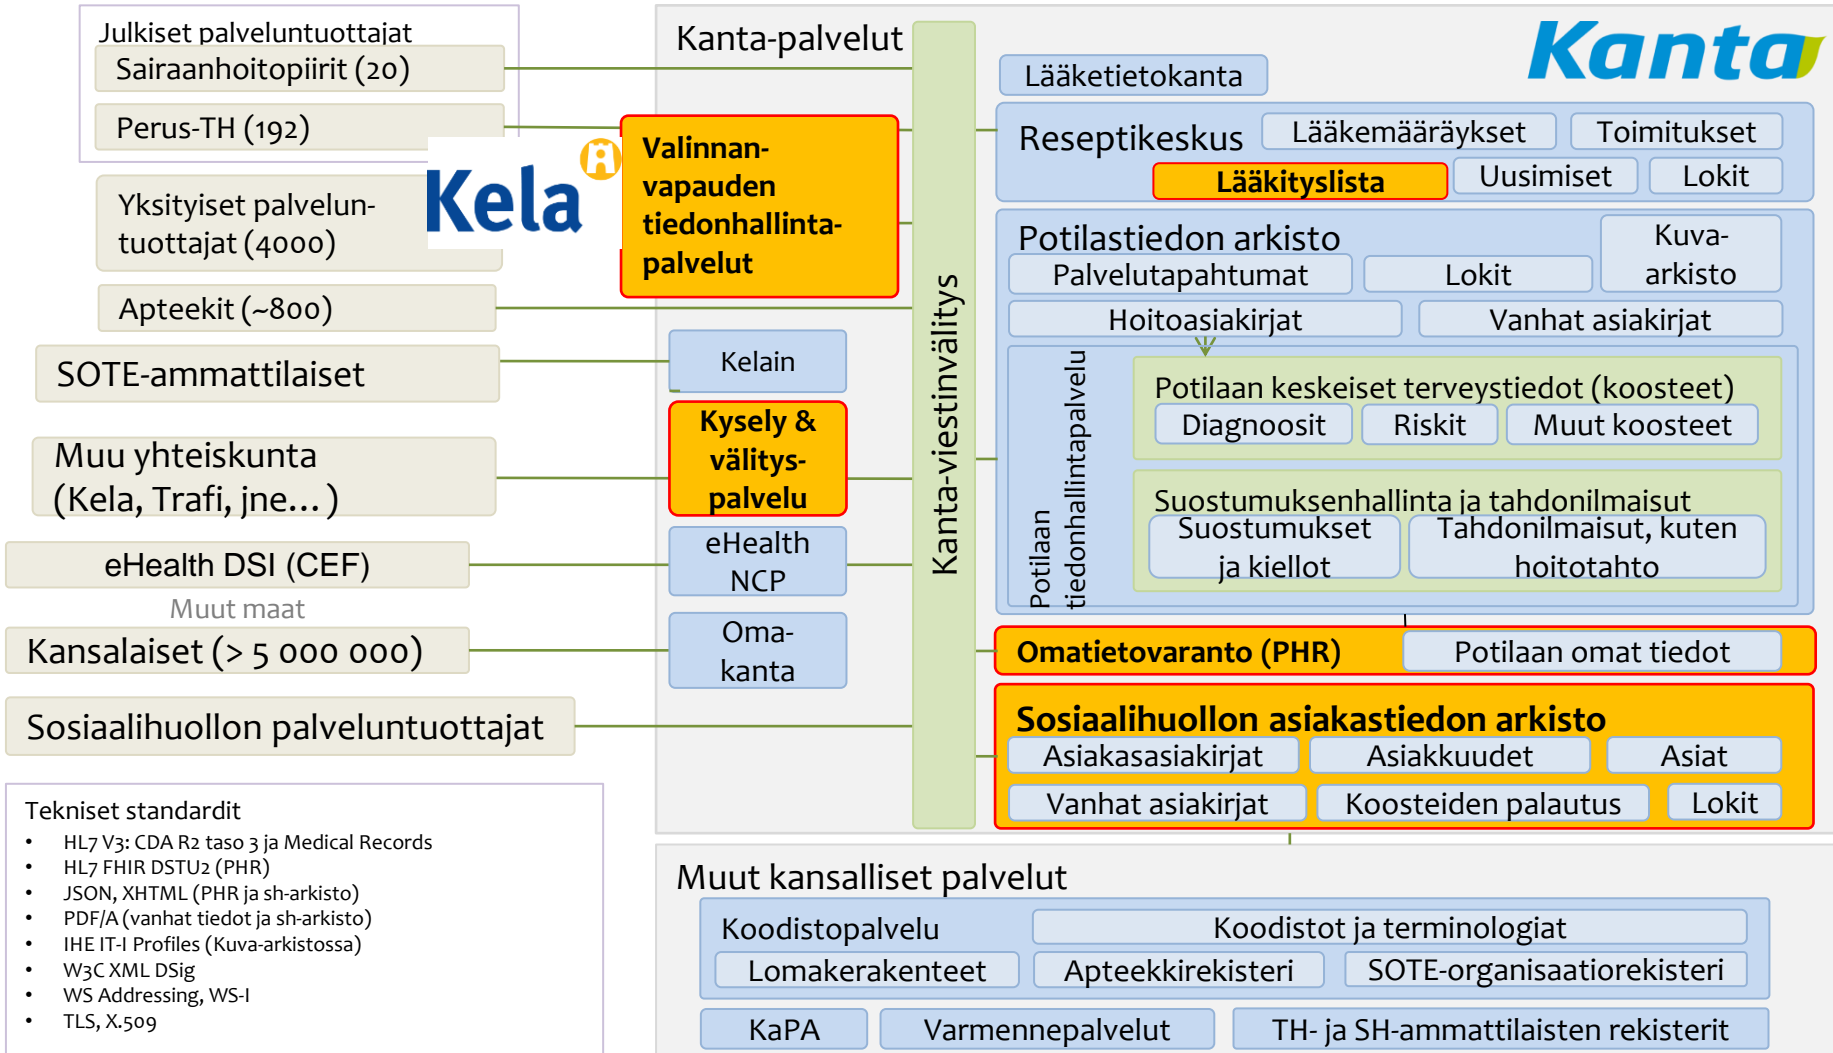 Julkiset palveluntuottajat
Sairaanhoitopiirit (20)
Perus-TH (192)
Yksityiset palvelun-
tuottajat (4000)
Apteekit (~800)
SOTE-ammattilaiset
Muu yhteiskunta
(Kela, Trafi, jne…)
eHealth DSI (CEF)
Muut maat
Kansalaiset (> 5 000 000)
Sosiaalihuollon palveluntuottajat
Kela
Tekniset standardit
• HL7 V3: CDA R2 taso 3 ja Medical Records
• HL7 FHIR DSTU2 (PHR)
• JSON, XHTML (PHR ja sh-arkisto)
• PDF/A (vanhat tiedot ja sh-arkisto)
• IHE IT-I Profiles (Kuva-arkistossa)
• W3C XML DSig
• WS Addressing, WS-I
• TLS, X.509
Kanta-palvelut
Valinnan-
vapauden
tiedonhallinta-
palvelut
Kelain
Kysely &
välitys-
palvelu
eHealth
NCP
Oma-
kanta
Kanta-viestinvälitys
Kanta
Lääketietokanta
Reseptikeskus
Lääkemääräykset
Toimitukset
Lääkityslista
Uusimiset
Lokit
Potilastiedon arkisto
Kuva-
arkisto
Palvelutapahtumat
Lokit
Hoitoasiakirjat
Vanhat asiakirjat
Potilaan
tiedonhallintapalvelu
Potilaan keskeiset terveystiedot (koosteet)
Diagnoosit
Riskit
Muut koosteet
Suostumuksenhallinta ja tahdonilmaisut
Suostumukset
ja kiellot
Tahdonilmaisut, kuten
hoitotahto
Omatietovaranto (PHR)
Potilaan omat tiedot
Sosiaalihuollon asiakastiedon arkisto
Asiakasasiakirjat
Asiakkuudet
Asiat
Vanhat asiakirjat
Koosteiden palautus
Lokit
Muut kansalliset palvelut
Koodistopalvelu
Koodistot ja terminologiat
Lomakerakenteet
Apteekkirekisteri
SOTE-organisaatiorekisteri
KaPA
Varmennepalvelut
TH- ja SH-ammattilaisten rekisterit